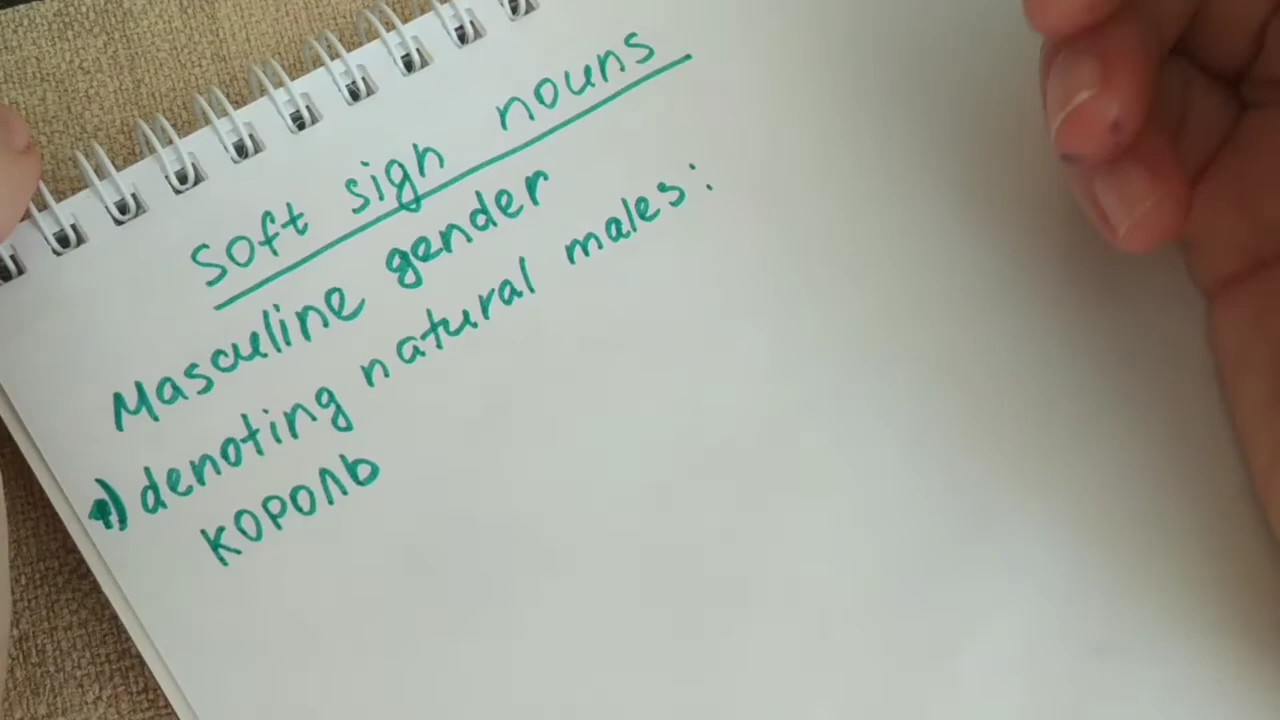 Soft sign nouns
Masculine gender
1) denoting natural males:
король